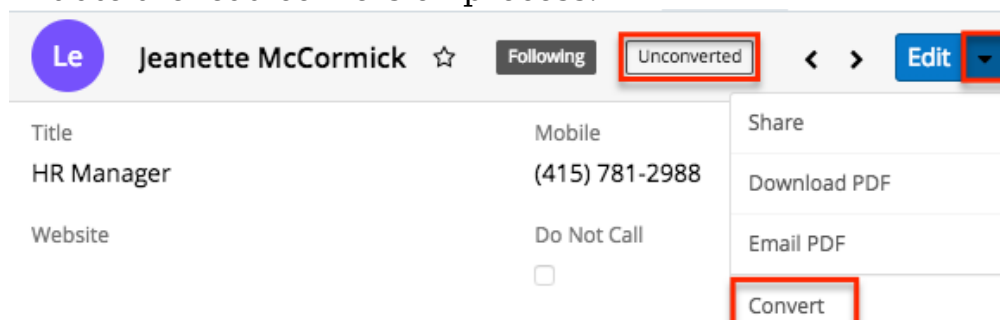 Le Jeanette McCormick Following Unconverted Edit
Title Mobile Share
HR Manager (415) 781-2988 Download PDF
Website Do Not Call Email PDF
Convert